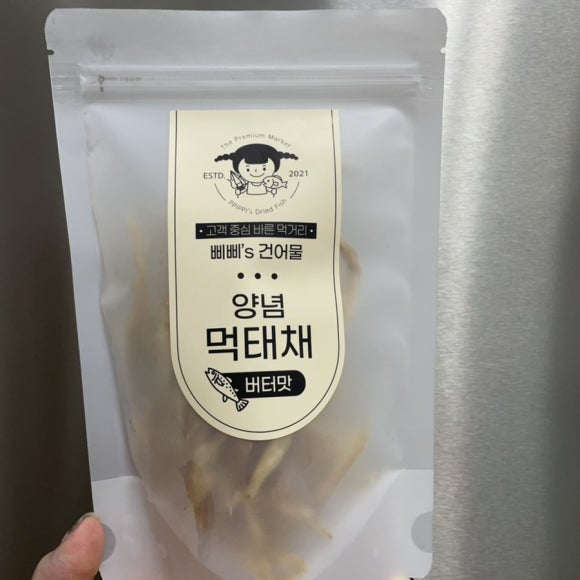 zipper
The Premium Market
ESTD. 2021
PPIPPI's Dried Fish
• 고객 중심 바른 먹거리 •
삐삐's 건어물
양념
먹태채
버터맛